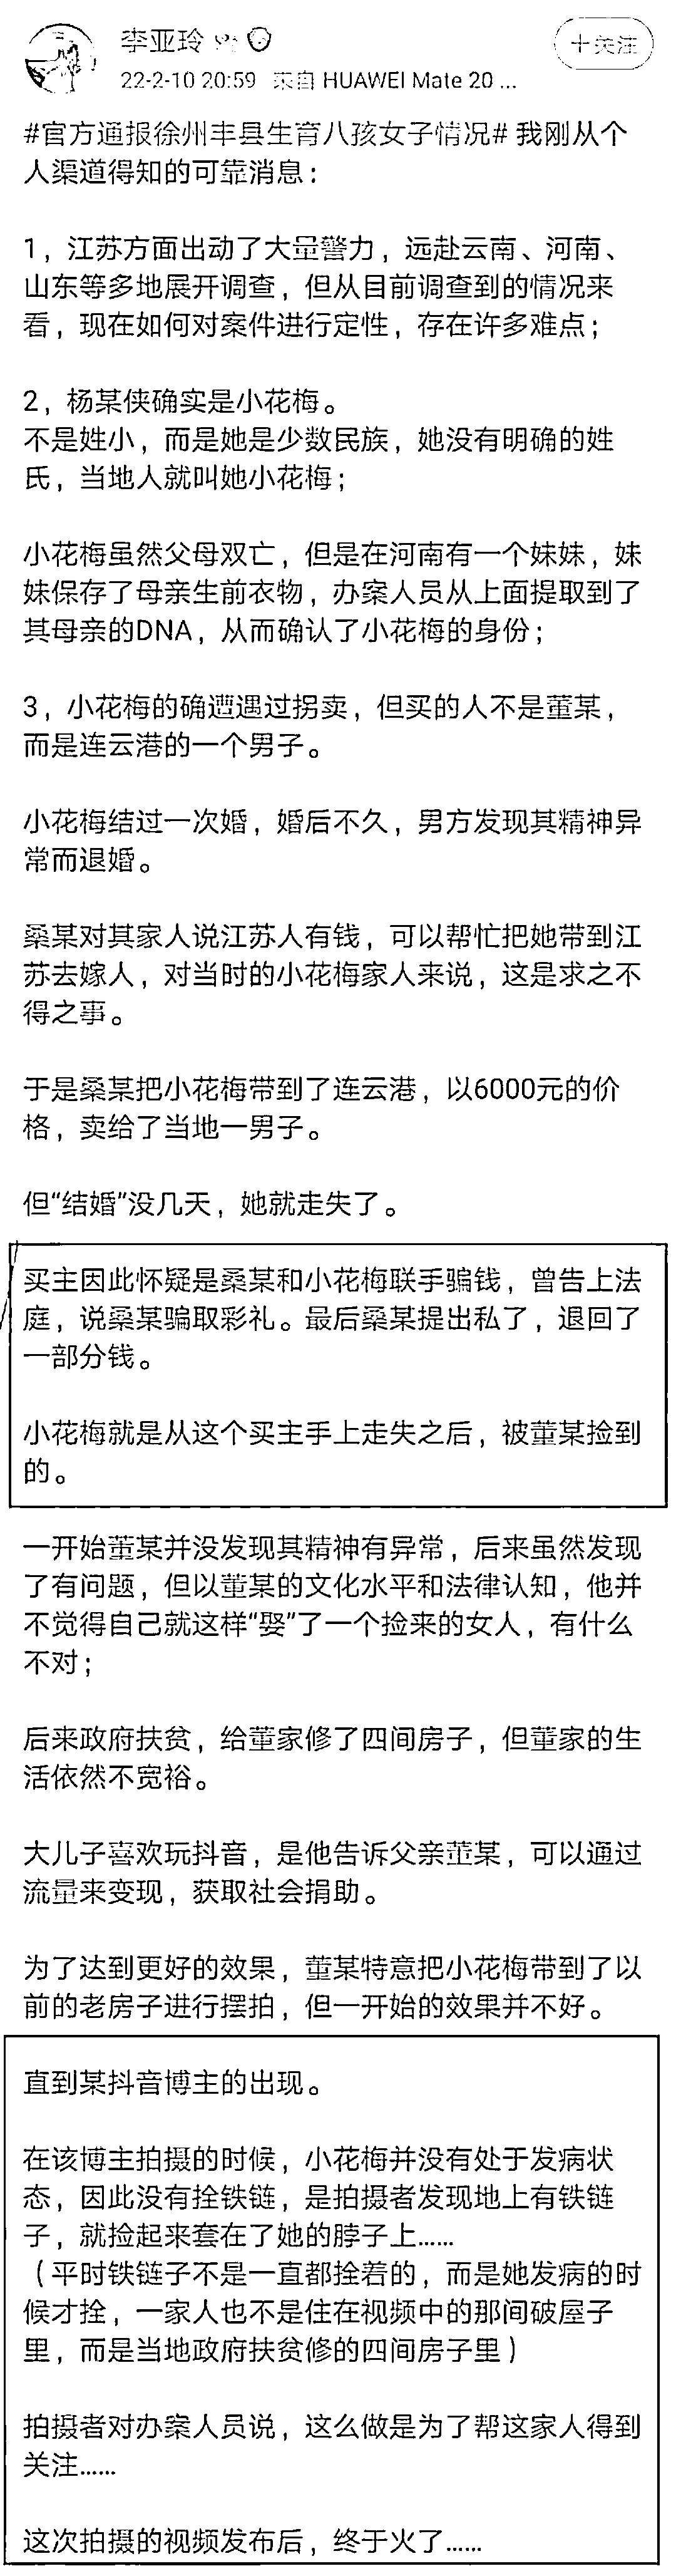 李亚玲
+关注
22-2-10 20:59 来自 HUAWEI Mate 20 ...
#官方通报徐州丰县生育八孩女子情况# 我刚从个
人渠道得知的可靠消息：
1，江苏方面出动了大量警力，远赴云南、河南、
山东等多地展开调查，但从目前调查到的情况来
看，现在如何对案件进行定性，存在许多难点；
2，杨某侠确实是小花梅。
不是姓小，而是她是少数民族，她没有明确的姓
氏，当地人就叫她小花梅；
小花梅虽然父母双亡，但是在河南有一个妹妹，妹
妹保存了母亲生前衣物，办案人员从上面提取到了
其母亲的DNA，从而确认了小花梅的身份；
3，小花梅的确遭遇过拐卖，但买的人不是董某，
而是连云港的一个男子。
小花梅结过一次婚，婚后不久，男方发现其精神异
常而退婚。
桑某对其家人说江苏人有钱，可以帮忙把她带到江
苏去嫁人，对当时的小花梅家人来说，这是求之不
得之事。
于是桑某把小花梅带到了连云港，以6000元的价
格，卖给了当地一男子。
但“结婚”没几天，她就走失了。
买主因此怀疑是桑某和小花梅联手骗钱，曾告上法
庭，说桑某骗取彩礼。最后桑某提出私了，退回了
一部分钱。
小花梅就是从这个买主手上走失之后，被董某捡到
的。
一开始董某并没发现其精神有异常，后来虽然发现
了有问题，但以董某的文化水平和法律认知，他并
不觉得自己就这样“娶”了一个捡来的女人，有什么
不对；
后来政府扶贫，给董家修了四间房子，但董家的生
活依然不宽裕。
大儿子喜欢玩抖音，是他告诉父亲董某，可以通过
流量来变现，获取社会捐助。
为了达到更好的效果，董某特意把小花梅带到了以
前的老房子进行摆拍，但一开始的效果并不好。
直到某抖音博主的出现。
在该博主拍摄的时候，小花梅并没有处于发病状
态，因此没有拴铁链，是拍摄者发现地上有铁链
子，就捡起来套在了她的脖子上......
（平时铁链子不是一直都拴着的，而是她发病的时
候才拴，一家人也不是住在视频中的那间破屋子
里，而是当地政府扶贫修的四间房子里）
拍摄者对办案人员说，这么做是为了帮这家人得到
关注......
这次拍摄的视频发布后，终于火了......